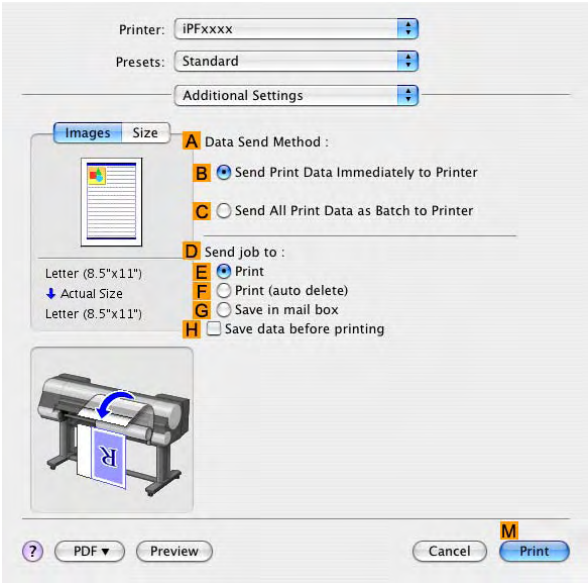 Printer: iPFxxxx
Presets: Standard
Additional Settings
Images Size
A Data Send Method :
B Send Print Data Immediately to Printer
C Send All Print Data as Batch to Printer
Letter (8.5"x11")
Actual Size
Letter (8.5"x11")
D Send job to :
E Print
F Print (auto delete)
G Save in mail box
H Save data before printing
R
M
? PDF▼ Preview Cancel Print